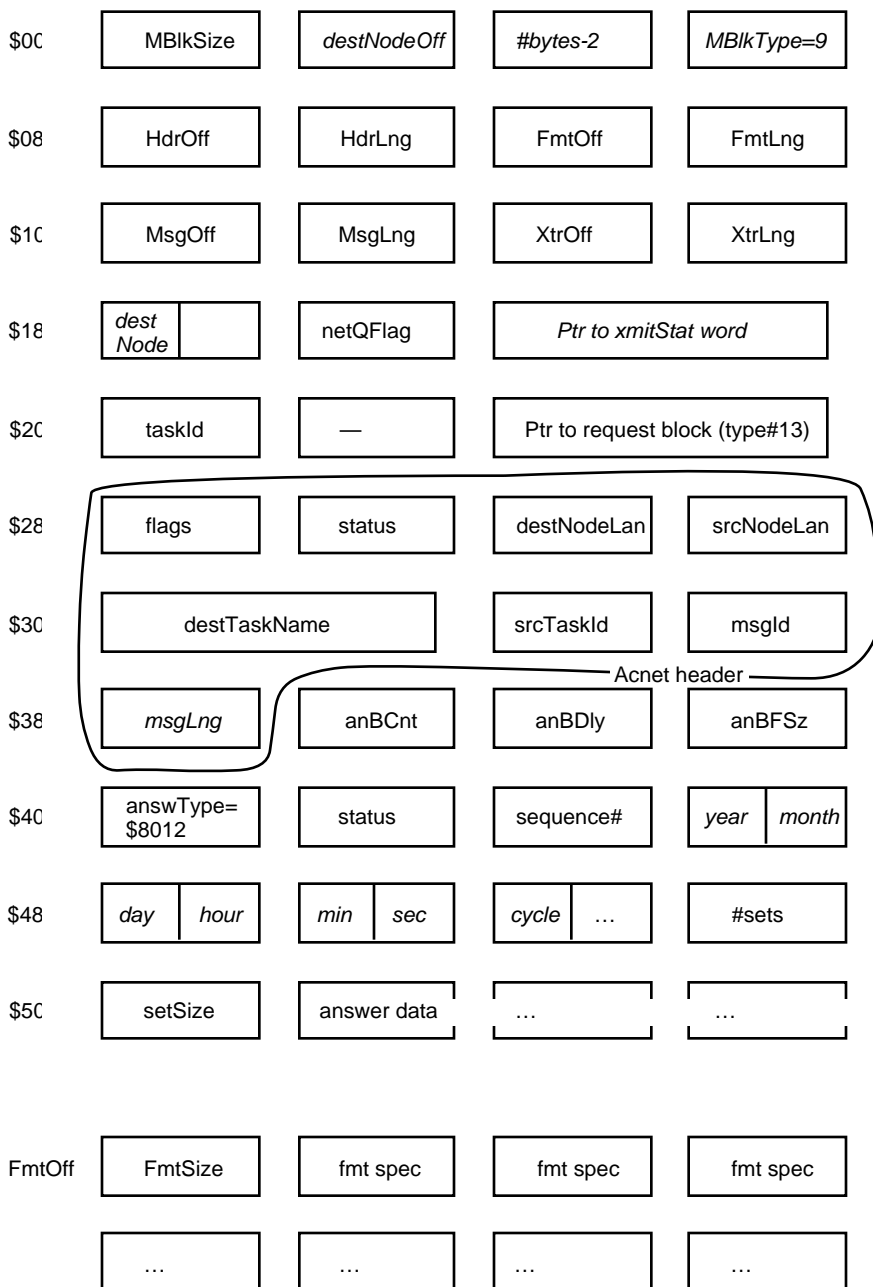 $00 MBlkSize destNodeOff #bytes-2 MBlkType=9
$08 HdrOff HdrLng FmtOff FmtLng
$10 MsgOff MsgLng XtrOff XtrLng
$18 dest Node netQFlag Ptr to xmitStat word
$20 taskId — Ptr to request block (type#13)
$28 flags status destNodeLan srcNodeLan
$30 destTaskName srcTaskId msgId
Acnet header
$38 msgLng anBCnt anBDly anBFSz
$40 answType= $8012 status sequence# year month
$48 day hour min sec cycle … #sets
$50 setSize answer data … …
FmtOff FmtSize fmt spec fmt spec fmt spec
… … … …